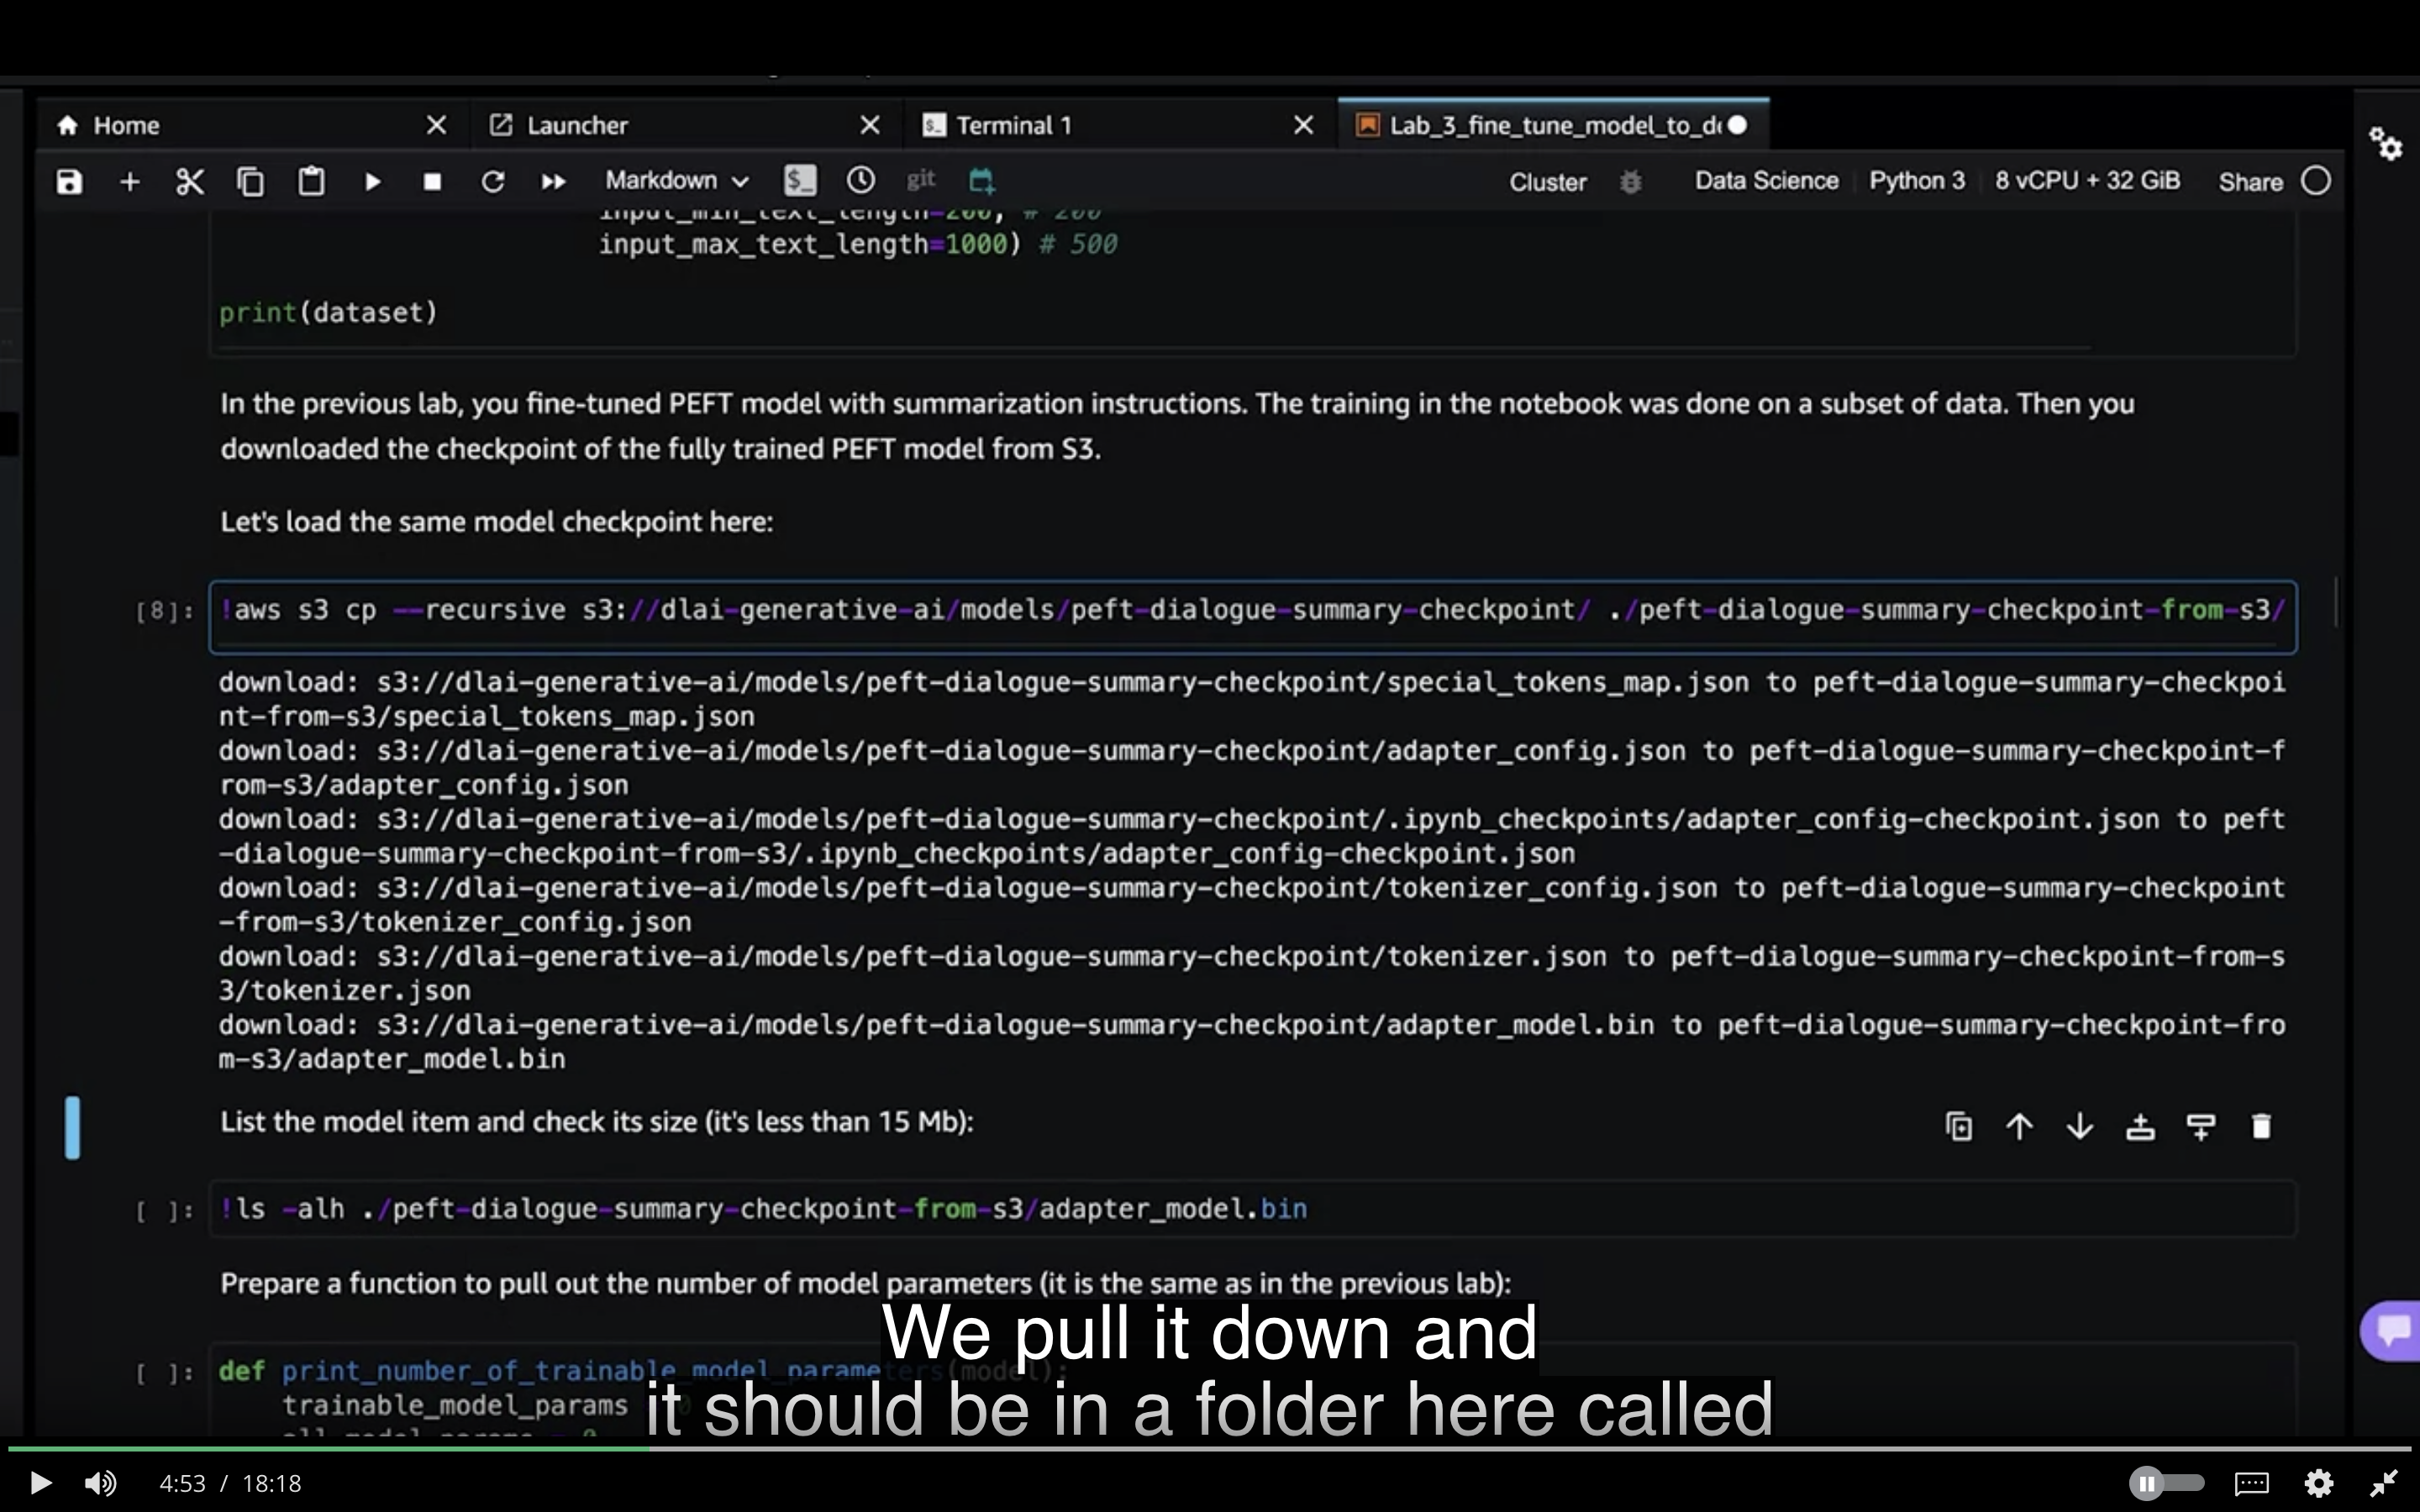 Home
Launcher
Terminal 1
Lab_3_fine_tune_model_to_d
Markdown
git
Cluster
Data Science
Python 3
8 vCPU + 32 GiB
Share
input_min_text_length=200, # 200
input_max_text_length=1000) # 500
print(dataset)
In the previous lab, you fine-tuned PEFT model with summarization instructions. The training in the notebook was done on a subset of data. Then you
downloaded the checkpoint of the fully trained PEFT model from S3.
Let's load the same model checkpoint here:
[8]: !aws s3 cp --recursive s3://dlai-generative-ai/models/peft-dialogue-summary-checkpoint/ ./peft-dialogue-summary-checkpoint-from-s3/
download: s3://dlai-generative-ai/models/peft-dialogue-summary-checkpoint/special_tokens_map.json to peft-dialogue-summary-checkpoi
nt-from-s3/special_tokens_map.json
download: s3://dlai-generative-ai/models/peft-dialogue-summary-checkpoint/adapter_config.json to peft-dialogue-summary-checkpoint-f
rom-s3/adapter_config.json
download: s3://dlai-generative-ai/models/peft-dialogue-summary-checkpoint/.ipynb_checkpoints/adapter_config-checkpoint.json to peft
-dialogue-summary-checkpoint-from-s3/.ipynb_checkpoints/adapter_config-checkpoint.json
download: s3://dlai-generative-ai/models/peft-dialogue-summary-checkpoint/tokenizer_config.json to peft-dialogue-summary-checkpoint
-from-s3/tokenizer_config.json
download: s3://dlai-generative-ai/models/peft-dialogue-summary-checkpoint/tokenizer.json to peft-dialogue-summary-checkpoint-from-s
3/tokenizer.json
download: s3://dlai-generative-ai/models/peft-dialogue-summary-checkpoint/adapter_model.bin to peft-dialogue-summary-checkpoint-fro
m-s3/adapter_model.bin
List the model item and check its size (it's less than 15 Mb):
[ ]: !ls -alh ./peft-dialogue-summary-checkpoint-from-s3/adapter_model.bin
Prepare a function to pull out the number of model parameters (it is the same as in the previous lab):
[ ]: def print_number_of_trainable_model_parameters(model):
trainable_model_params
We pull it down and
it should be in a folder here called
4:53 / 18:18